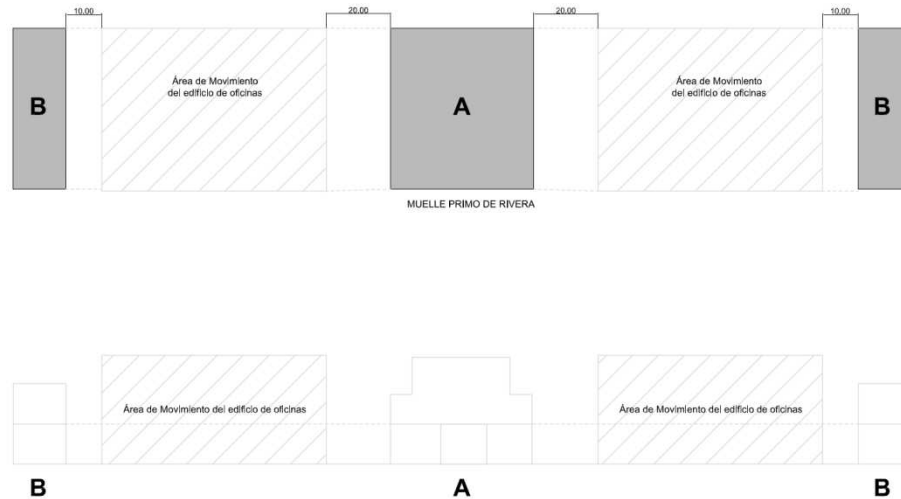 10.00
20.00
20.00
10.00
Área de Movimiento
del edificio de oficinas
Área de Movimiento
del edificio de oficinas
B
A
B
MUELLE PRIMO DE RIVERA
Área de Movimiento del edificio de oficinas
Área de Movimiento del edificio de oficinas
B
A
B